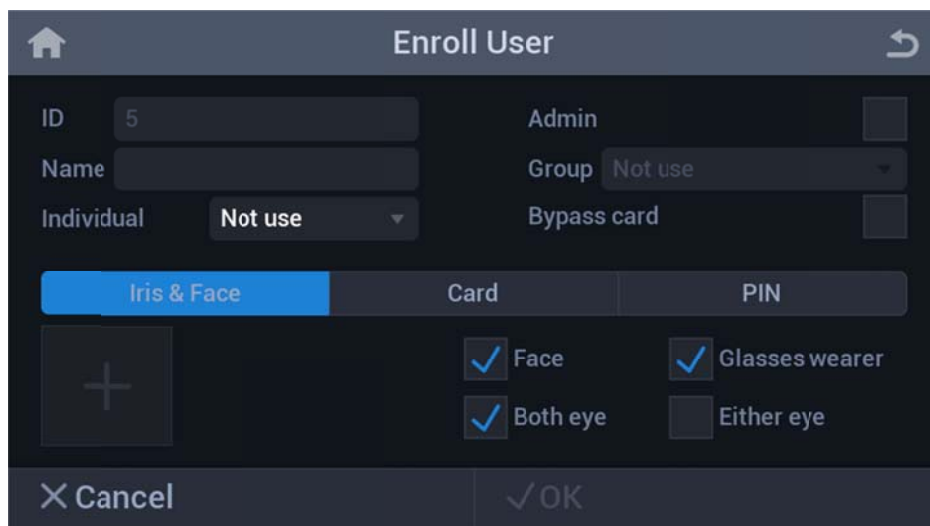 Enroll User
ID 5 Admin
Name Group Not use
Individual Not use Bypass card
Iris & Face Card PIN
Face Glasses wearer
Both eye Either eye
Cancel OK